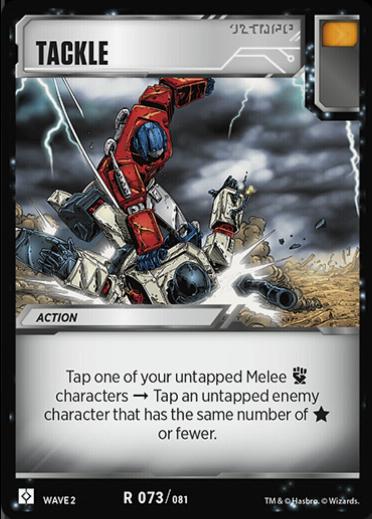 TACKLE
ACTION
Tap one of your untapped Melee
characters → Tap an untapped enemy
character that has the same number of ★
or fewer.
WAVE 2 R 073/081 TM & © Hasbro. © Wizards.